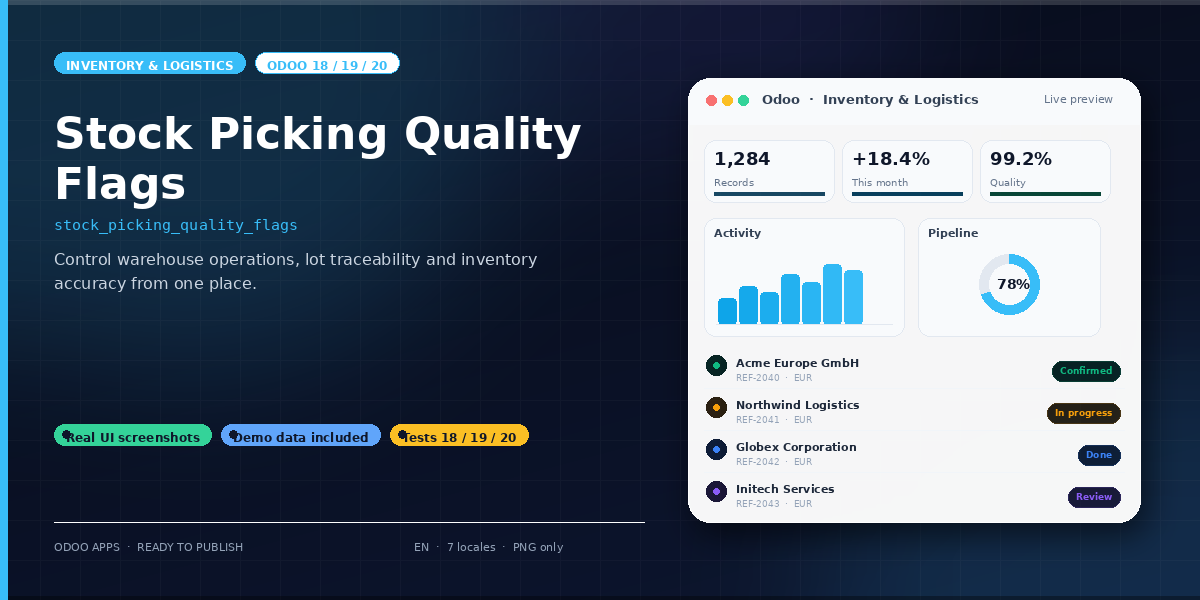 INVENTORY & LOGISTICS
ODOO 18 / 19 / 20
Stock Picking Quality
Flags
stock_picking_quality_flags
Control warehouse operations, lot traceability and inventory
accuracy from one place.
Real UI screenshots
Demo data included
Tests 18 / 19 / 20
ODOO APPS · READY TO PUBLISH
EN · 7 locales · PNG only
Odoo · Inventory & Logistics
Live preview
1,284
Records
+18.4%
This month
99.2%
Quality
Activity
Pipeline
78%
Acme Europe GmbH
REF-2040 · EUR
Confirmed
Northwind Logistics
REF-2041 · EUR
In progress
Globex Corporation
REF-2042 · EUR
Done
Initech Services
REF-2043 · EUR
Review